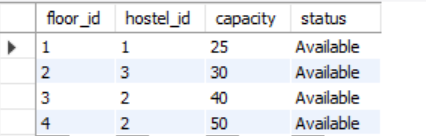 floor_id hostel_id capacity status
1 1 25 Available
2 3 30 Available
3 2 40 Available
4 2 50 Available